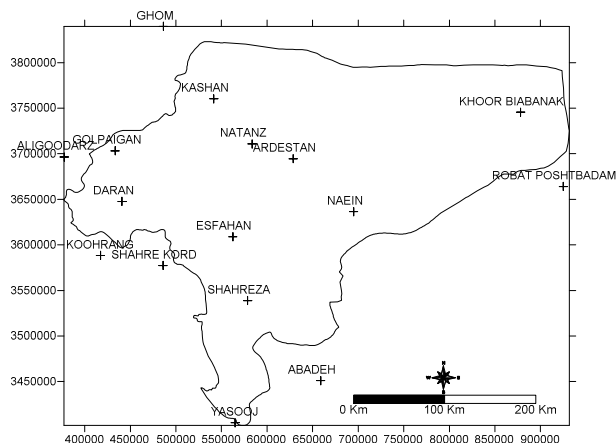 GHOM
3800000
KASHAN
3750000
KHOOR BIABANAK
NATANZ
ALIGOODARZ
GOLPAIGAN
ARDESTAN
3700000
ROBAT POSHTBADAM
DARAN
NAEIN
3650000
ESFAHAN
KOOHRANG
3600000
SHAHRE KORD
3550000
SHAHREZA
3500000
ABADEH
3450000
0 Km 100 Km 200 Km
YASOOJ
400000 450000 500000 550000 600000 650000 700000 750000 800000 850000 900000